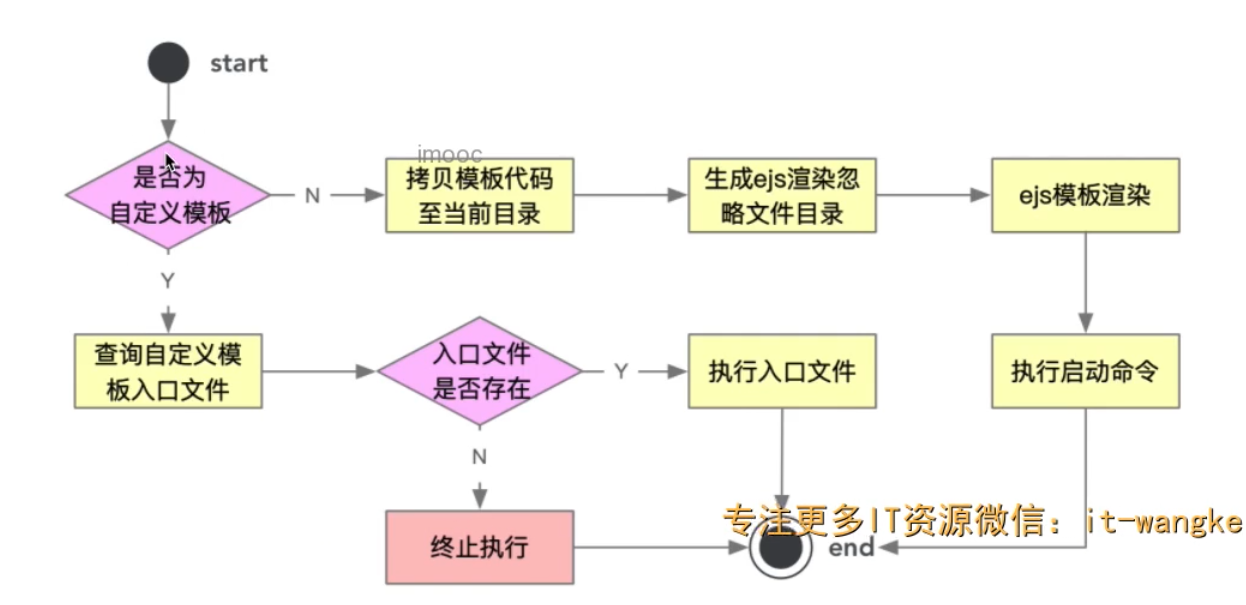 start
imooc
是否为
自定义模板
N
拷贝模板代码
至当前目录
生成ejs渲染忽
略文件目录
ejs模板渲染
Y
查询自定义模
板入口文件
入口文件
是否存在
Y
执行入口文件
执行启动命令
N
终止执行
专注更多IT资源微信：it-wangke
end